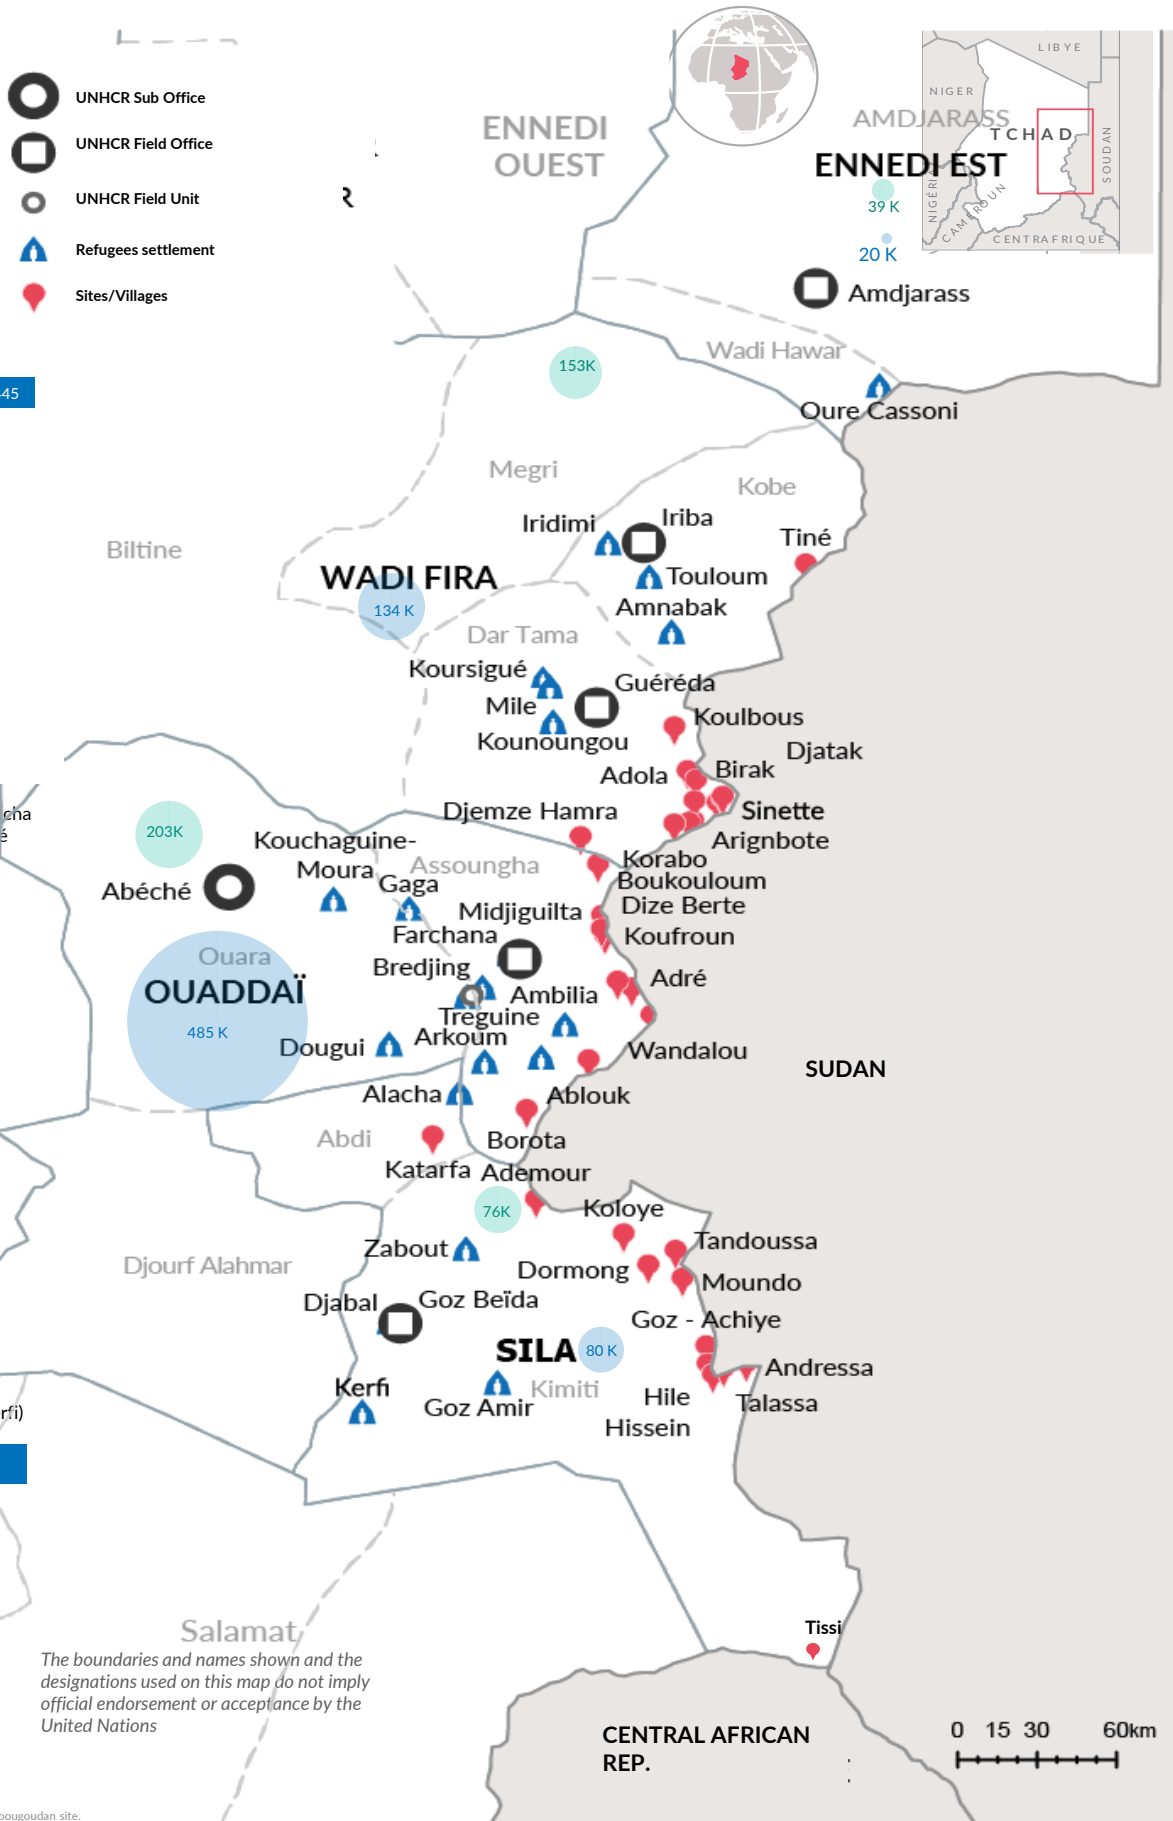 UNHCR Sub Office
UNHCR Field Office
UNHCR Field Unit
Refugees settlement
Sites/Villages
R
45
ENNEDI
OUEST
AMDJARASS
ENNEDI EST
39 K
20 K
Amdjarass
LIBYE
NIGER
TCHAD
SOUDAN
NIGÉRIA
CAMEROUN
CENTRAFRIQUE
153K
Wadi Hawar
Oure Cassoni
Megri
Kobe
Biltine
Iridimi
Iriba
Tiné
WADI FIRA
134 K
Touloum
Amnabak
Dar Tama
Koursigué
Guéréda
Mile
Kounoungou
Koulbous
Djatak
Adola
Birak
Djemze Hamra
Sinette
Arignbote
cha
é
203K
Kouchaguine-
Moura
Assoungha
Korabo
Boukouloum
Abéché
Gaga
Midjiguilta
Dize Berte
Farchana
Koufroun
Ouara
Bredjing
Adré
OUADDAÏ
Ambilia
485 K
Treguine
Dougui
Arkoum
Wandalou
SUDAN
Alacha
Ablouk
Abdi
Borota
Katarfa
Ademour
76K
Koloye
Zabout
Tandoussa
Djourf Alahmar
Dormong
Moundo
Djabal
Goz Beïda
Goz - Achiye
SILA
80 K
Andressa
Kerfi
Kimiti
Goz Amir
Hile
Hissein
Talassa
rfi)
Salamat
Tissi
The boundaries and names shown and the
designations used on this map do not imply
official endorsement or acceptance by the
United Nations
CENTRAL AFRICAN
REP.
0 15 30 60km
bougoudan site.